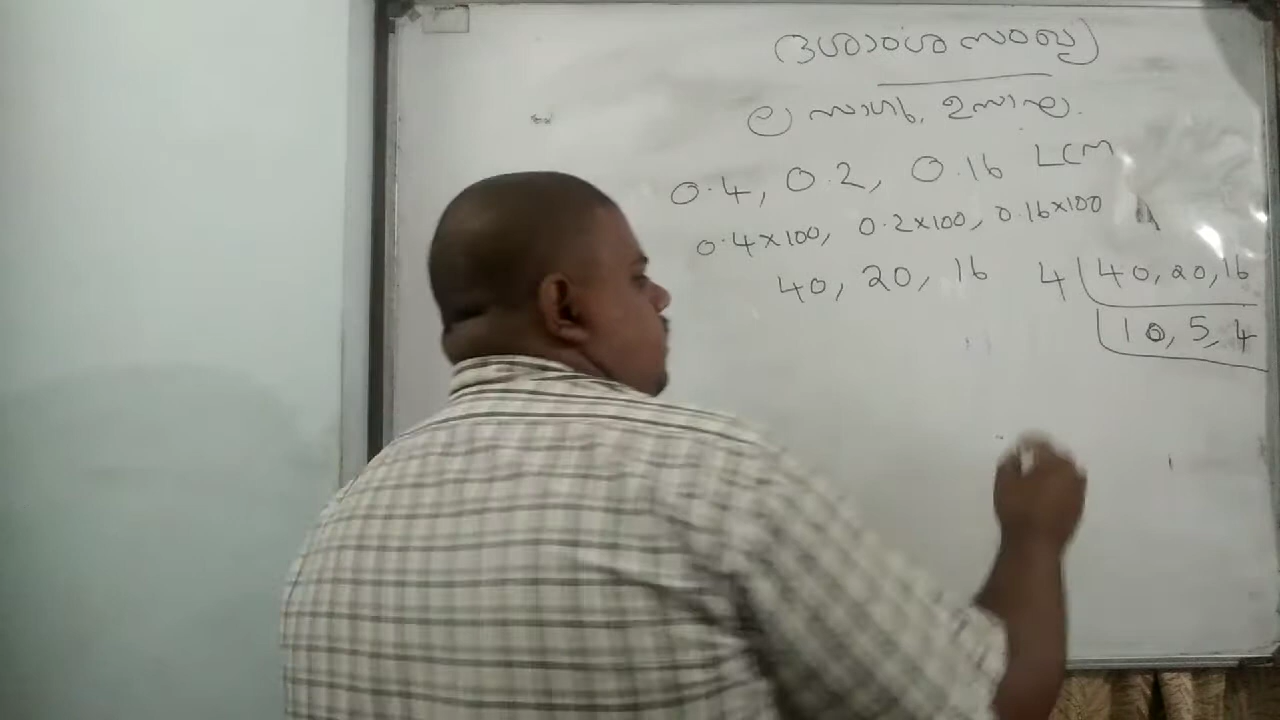 ദശാംശ സംഖ്യ
ല സാഗു, ഉസാഘ.
0.4, 0.2, 0.16 LCM
0.4×100, 0.2×100, 0.16×100
40, 20, 16
4 40, 20, 16
10, 5, 4